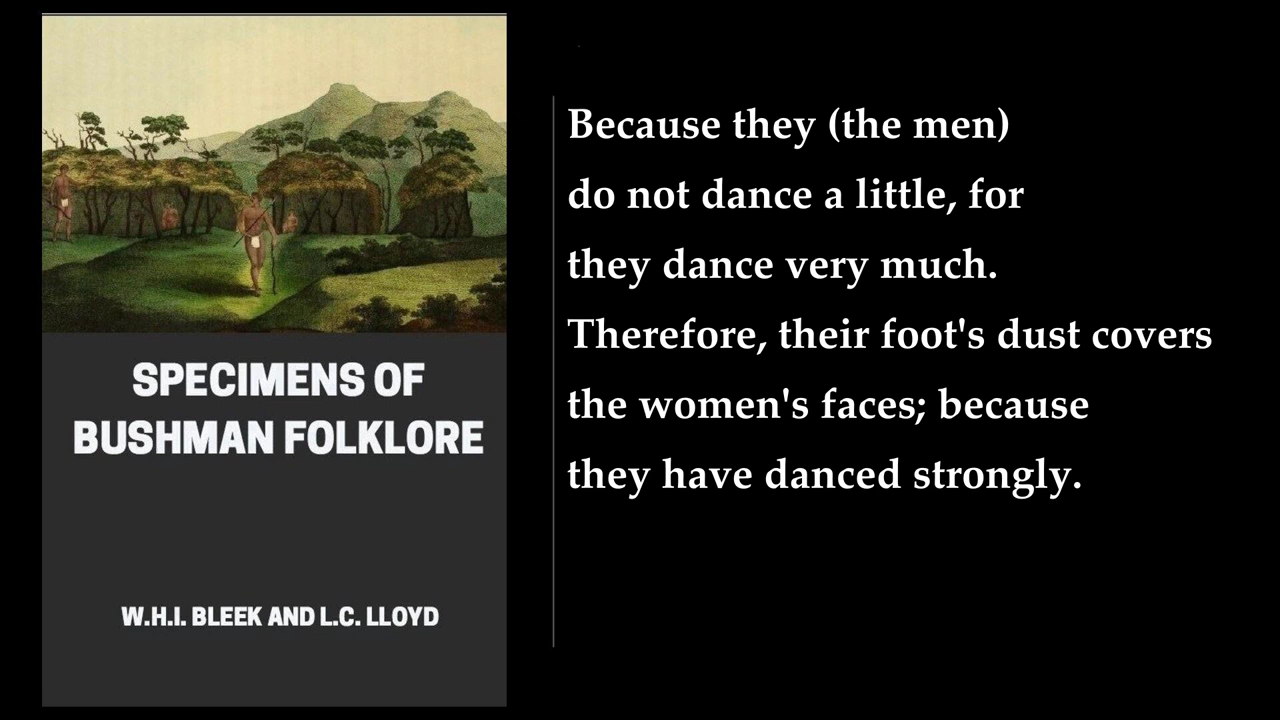 SPECIMENS OF
BUSHMAN FOLKLORE
W.H.I. BLEEK AND L.C. LLOYD
Because they (the men)
do not dance a little, for
they dance very much.
Therefore, their foot's dust covers
the women's faces; because
they have danced strongly.